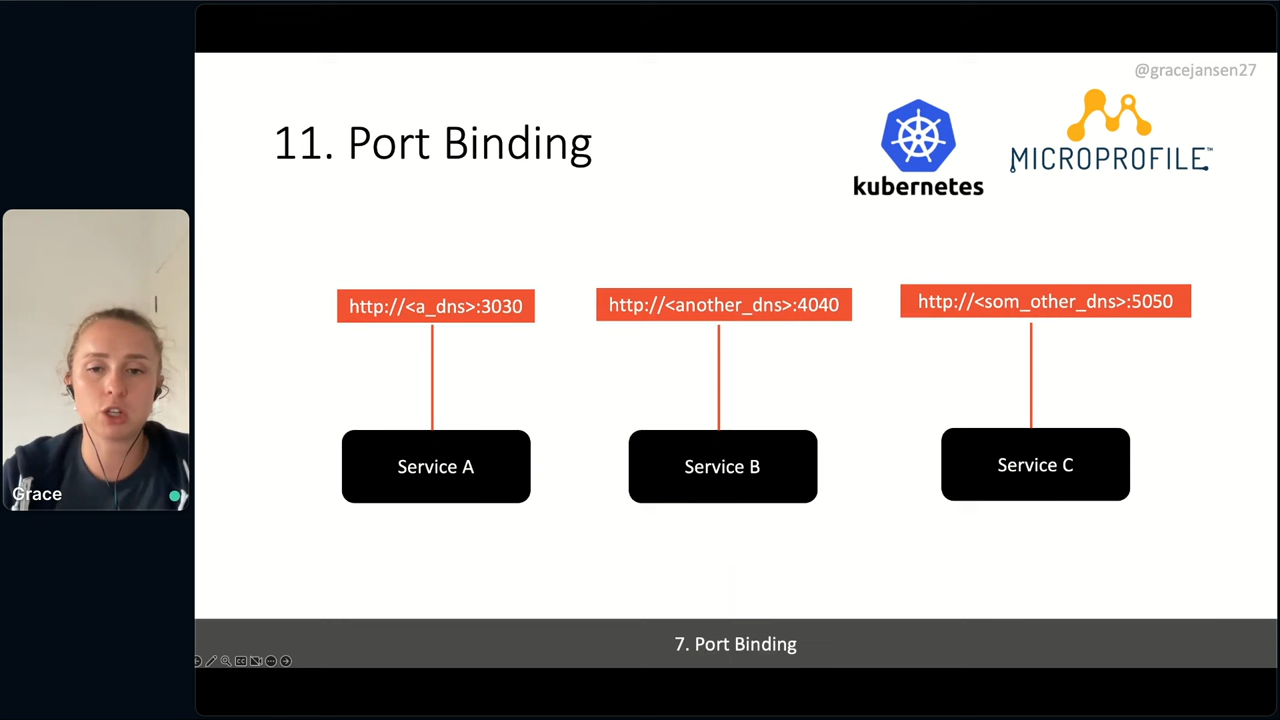 @gracejansen27
11. Port Binding
kubernetes
MICROPROFILE™
http://<a_dns>:3030
http://<another_dns>:4040
http://<som_other_dns>:5050
Service A
Service B
Service C
Grace
7. Port Binding